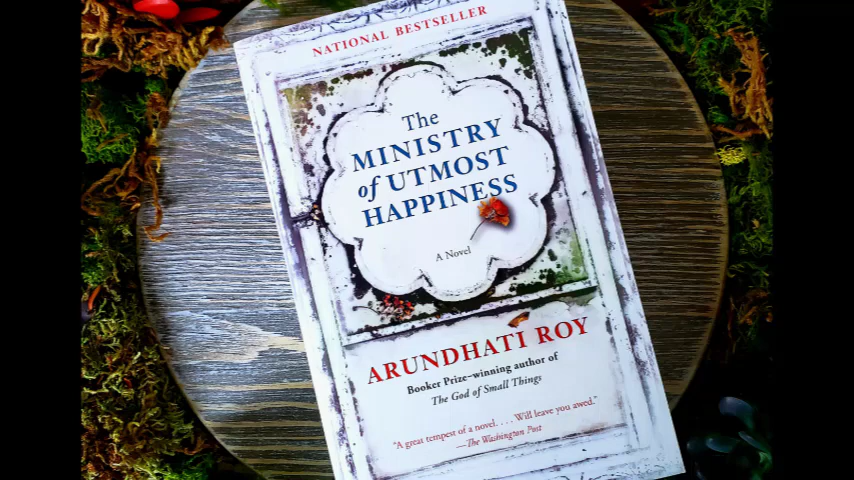 NATIONAL BESTSELLER
The
MINISTRY
of UTMOST
HAPPINESS
A Novel
ARUNDHATI ROY
Booker Prize–winning author of
The God of Small Things
“A great tempest of a novel. . . . Will leave you awed.”
—The Washington Post